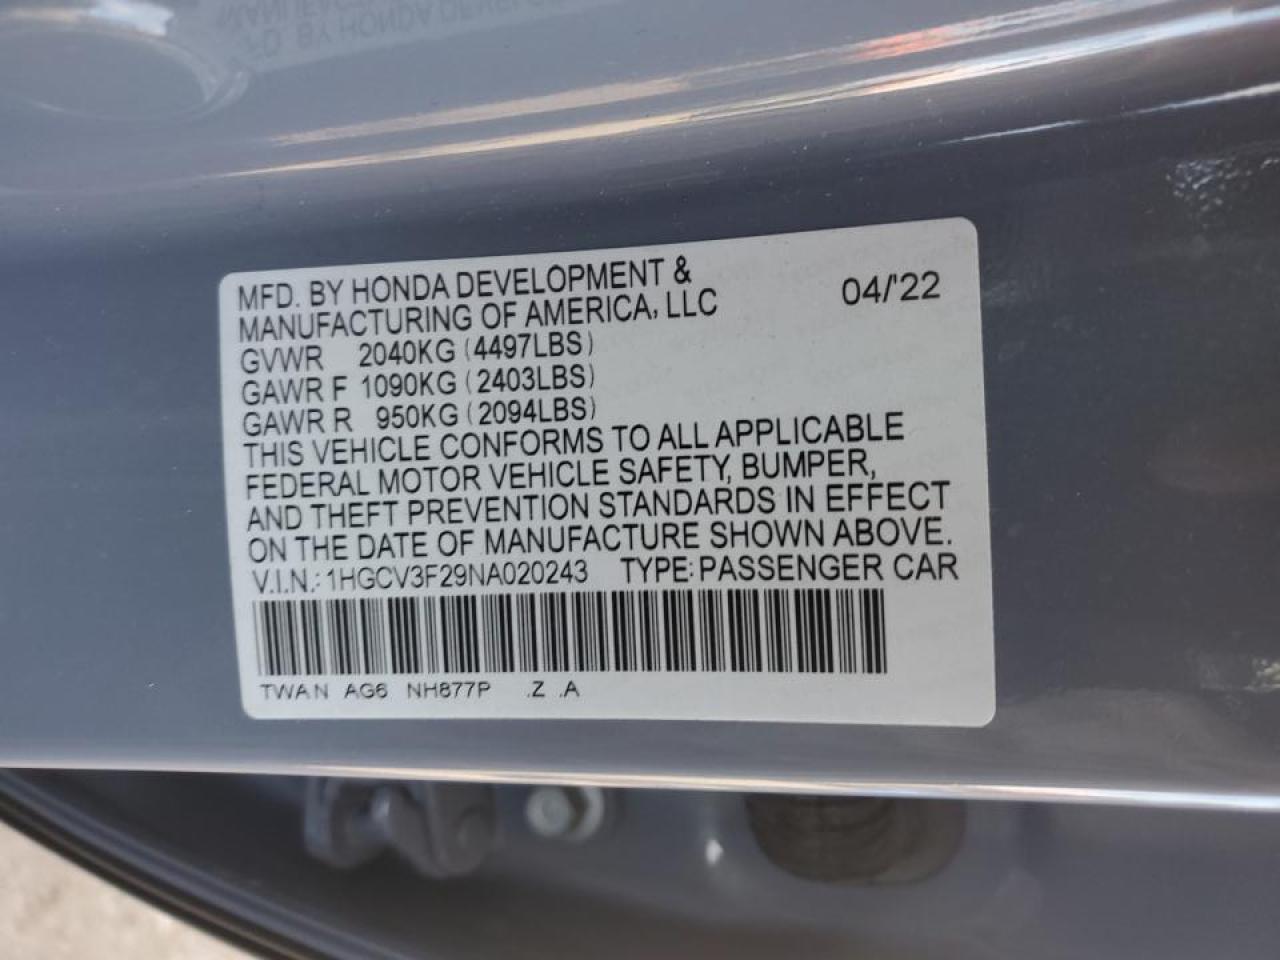 MFD. BY HONDA DEVELOPMENT &
MANUFACTURING OF AMERICA, LLC
04/'22
GVWR 2040KG (4497LBS)
GAWR F 1090KG (2403LBS)
GAWR R 950KG (2094LBS)
THIS VEHICLE CONFORMS TO ALL APPLICABLE
FEDERAL MOTOR VEHICLE SAFETY, BUMPER,
AND THEFT PREVENTION STANDARDS IN EFFECT
ON THE DATE OF MANUFACTURE SHOWN ABOVE.
V.I.N.: 1HGCV3F29NA020243 TYPE: PASSENGER CAR
TWAN AG6 NH877P .Z .A